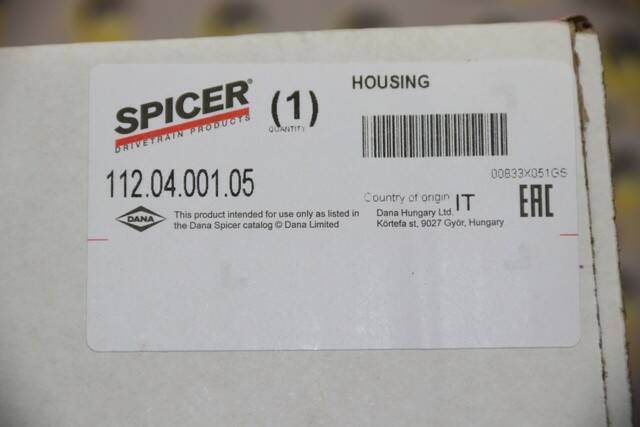 SPICER®
DRIVETRAIN PRODUCTS
(1)
QUANTITY
HOUSING
00833X051GS
112.04.001.05
Country of origin IT
EAC
DANA
This product intended for use only as listed in
the Dana Spicer catalog © Dana Limited
Dana Hungary Ltd.
Körtefa st, 9027 Györ, Hungary